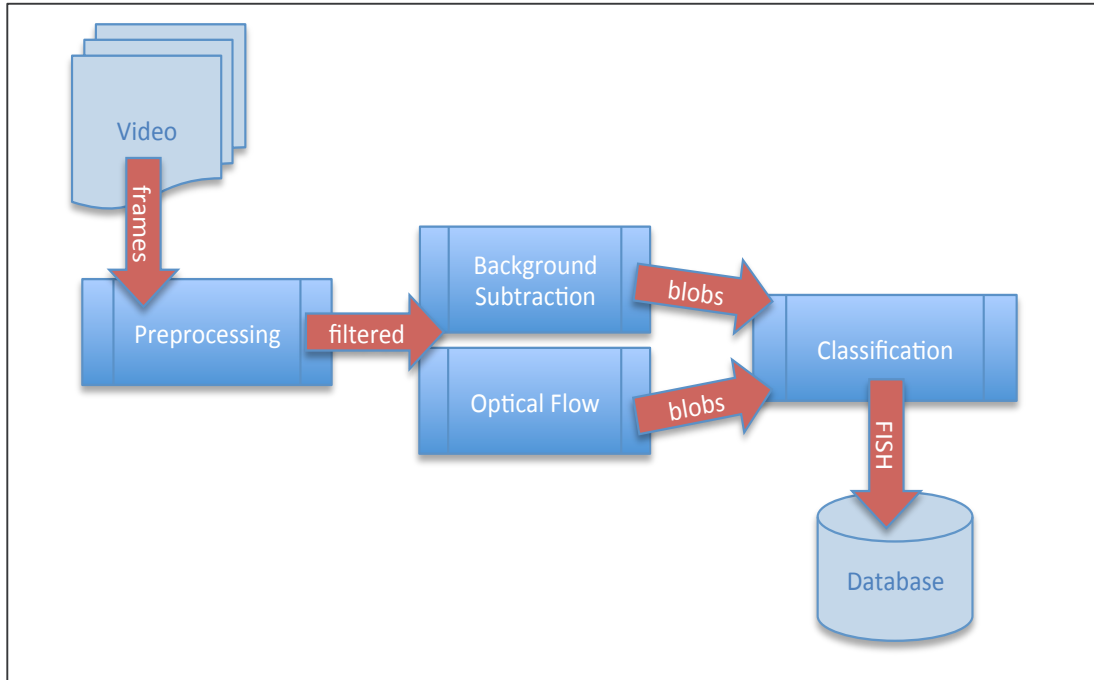 Video
frames
Preprocessing
filtered
Background
Subtraction
Optical Flow
blobs
blobs
Classification
FISH
Database